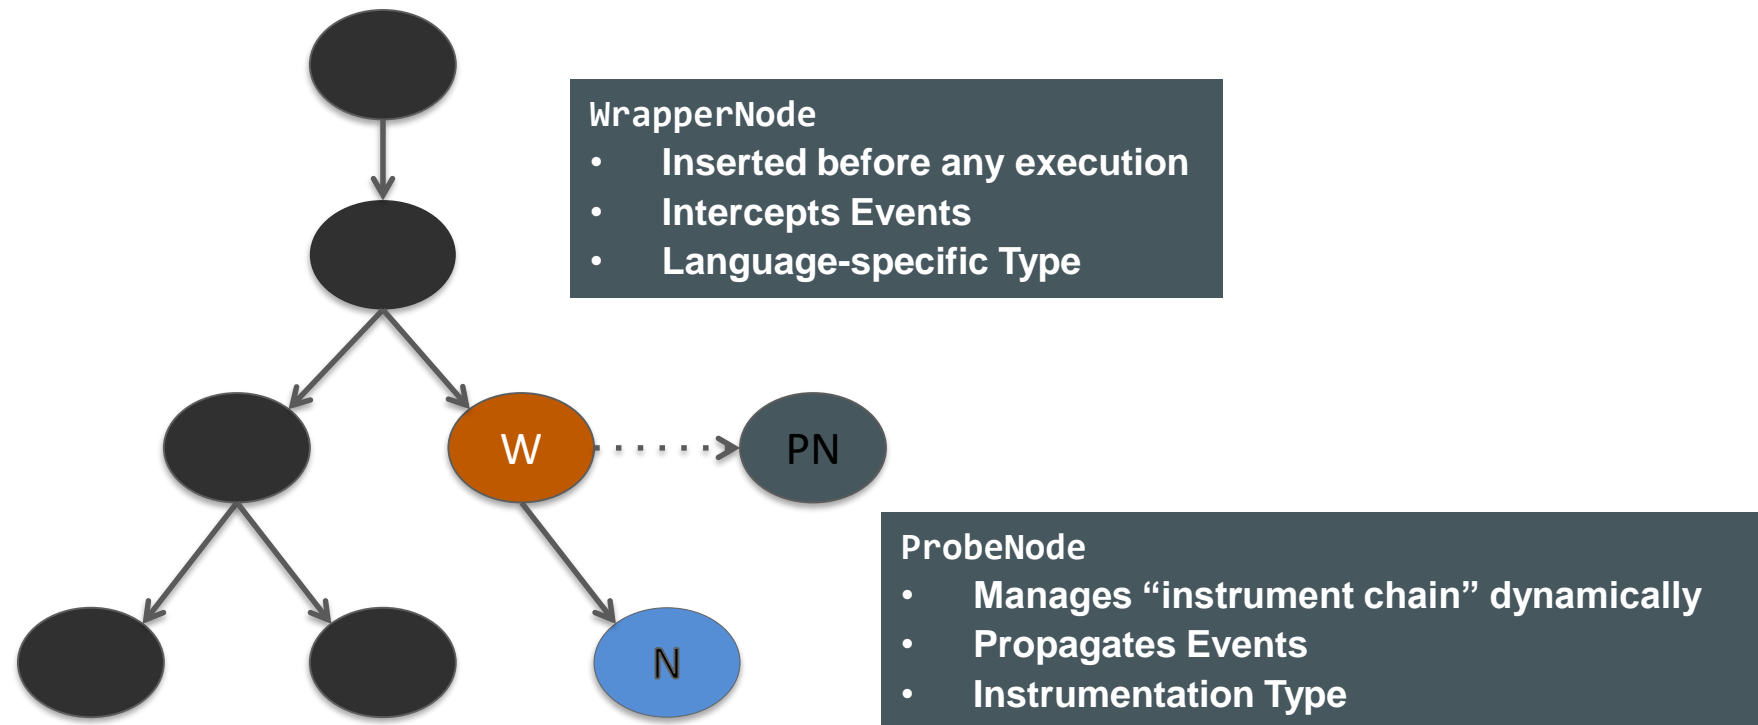 WrapperNode
• Inserted before any execution
• Intercepts Events
• Language-specific Type
W
PN
ProbeNode
• Manages “instrument chain” dynamically
• Propagates Events
• Instrumentation Type
N